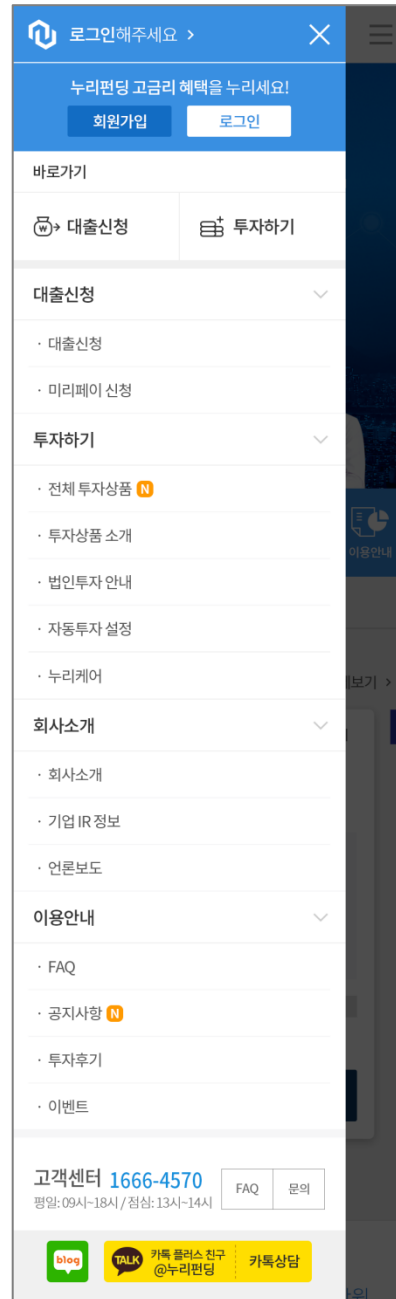 로그인해주세요 >
누리펀딩 고금리 혜택을 누리세요!
회원가입 로그인
바로가기
대출신청 투자하기
대출신청
· 대출신청
· 미리페이 신청
투자하기
· 전체 투자상품 N
· 투자상품 소개
이용안내
· 법인투자 안내
· 자동투자 설정
· 누리케어
보기 >
회사소개
· 회사소개
· 기업 IR 정보
· 언론보도
이용안내
· FAQ
· 공지사항 N
· 투자후기
· 이벤트
고객센터 1666-4570 FAQ 문의
평일: 09시~18시 / 점심: 13시~14시
blog TALK 카톡 플러스 친구 카톡상담
@누리펀딩